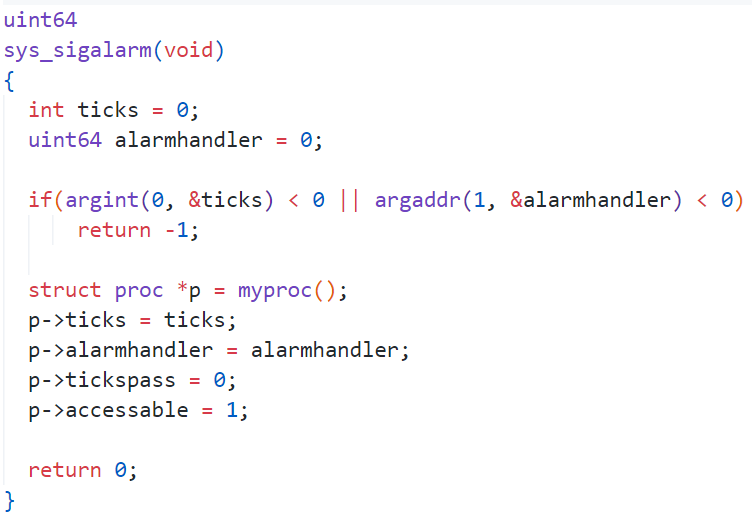 uint64
sys_sigalarm(void)
{
  int ticks = 0;
  uint64 alarmhandler = 0;

  if(argint(0, &ticks) < 0 || argaddr(1, &alarmhandler) < 0)
      return -1;

  struct proc *p = myproc();
  p->ticks = ticks;
  p->alarmhandler = alarmhandler;
  p->tickspass = 0;
  p->accessable = 1;

  return 0;
}